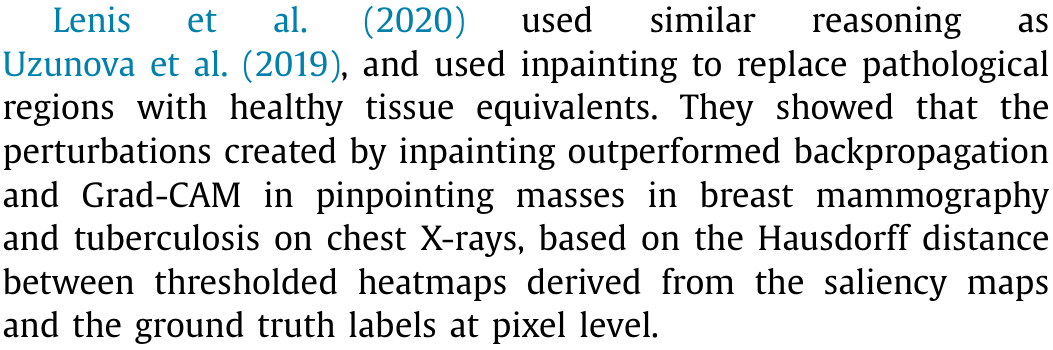 Lenis et al. (2020) used similar reasoning as
Uzunova et al. (2019), and used inpainting to replace pathological
regions with healthy tissue equivalents. They showed that the
perturbations created by inpainting outperformed backpropagation
and Grad-CAM in pinpointing masses in breast mammography
and tuberculosis on chest X-rays, based on the Hausdorff distance
between thresholded heatmaps derived from the saliency maps
and the ground truth labels at pixel level.